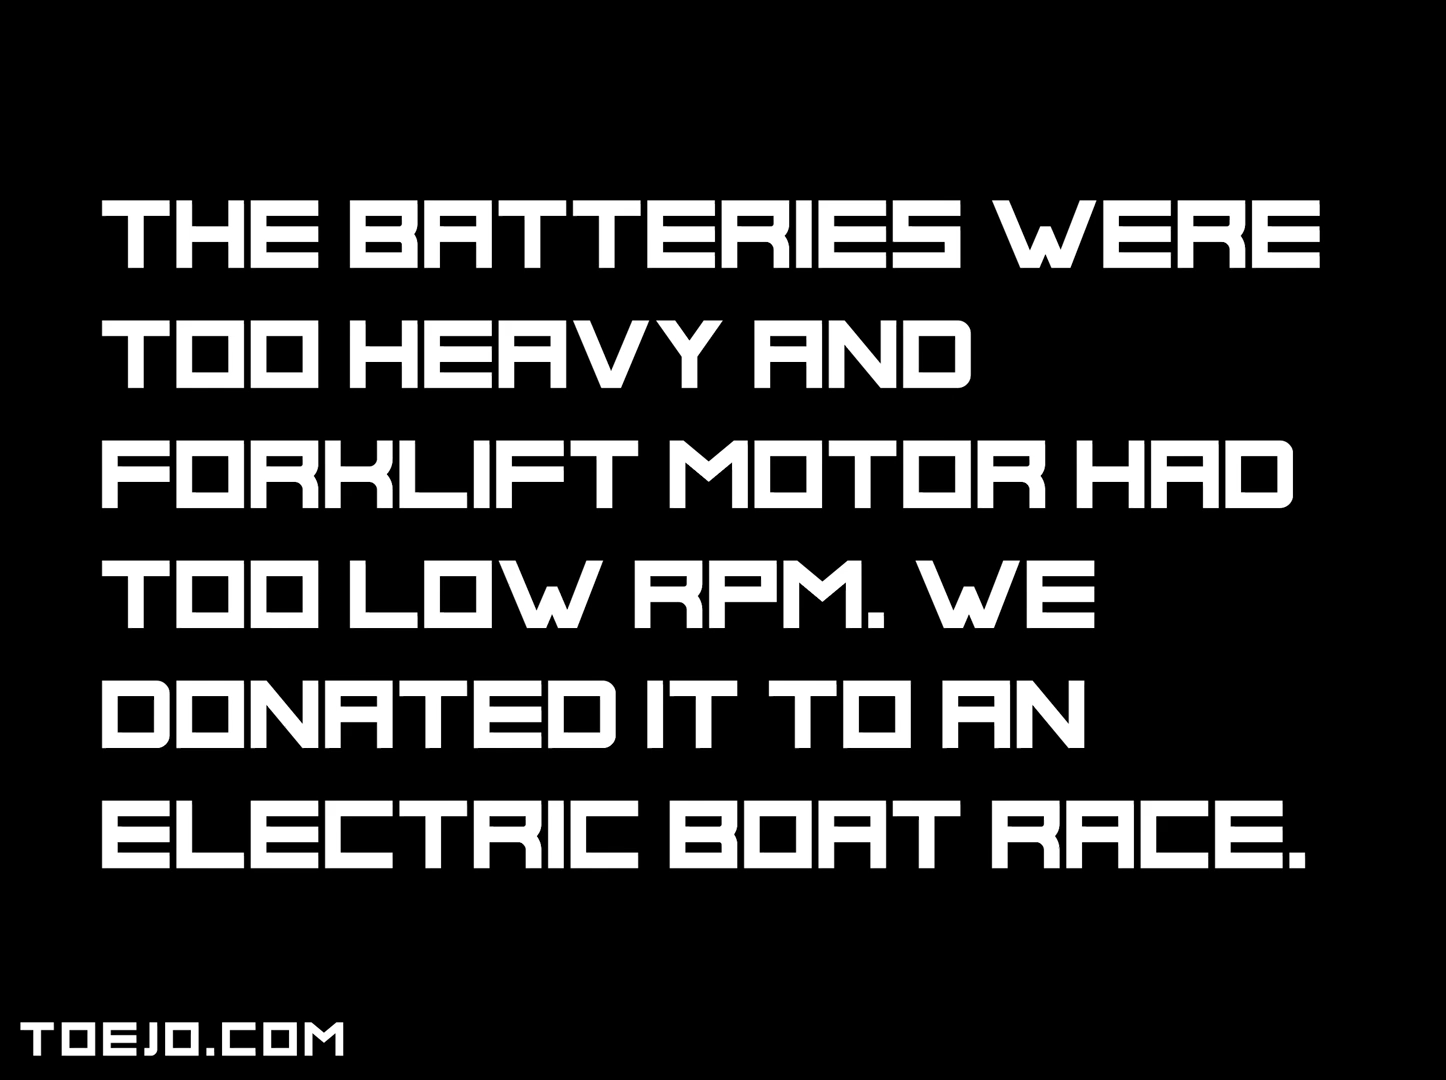 THE BATTERIES WERE
TOO HEAVY AND
FORKLIFT MOTOR HAD
TOO LOW RPM. WE
DONATED IT TO AN
ELECTRIC BOAT RACE.
TOEJO.COM